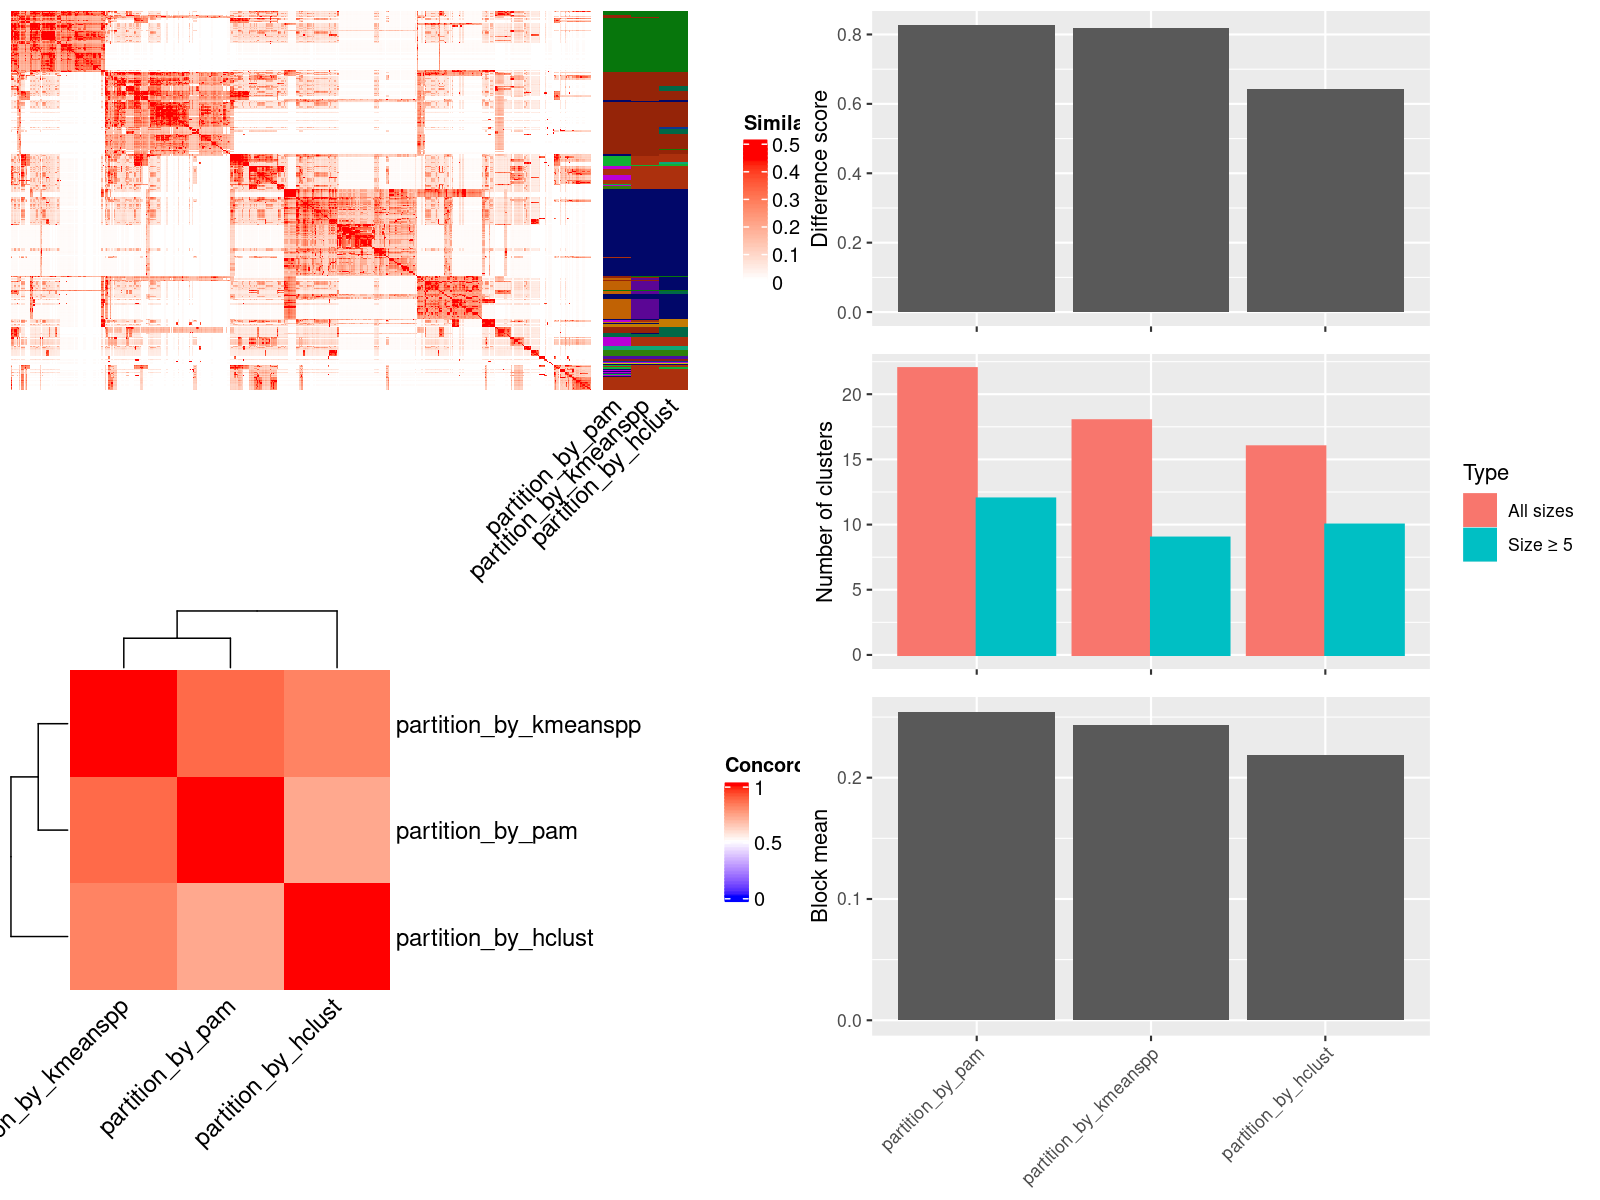 Simila
0.5
0.4
0.3
0.2
0.1
0
partition_by_pam
partition_by_kmeanspp
partition_by_hclust
partition_by_kmeanspp
partition_by_pam
partition_by_hclust
Concord
1
0.5
0
on_by_kmeanspp
partition_by_pam
partition_by_hclust
Difference score
0.8
0.6
0.4
0.2
0.0
Number of clusters
20
15
10
5
0
Type
All sizes
Size ≥ 5
Block mean
0.2
0.1
0.0
partition_by_pam
partition_by_kmeanspp
partition_by_hclust